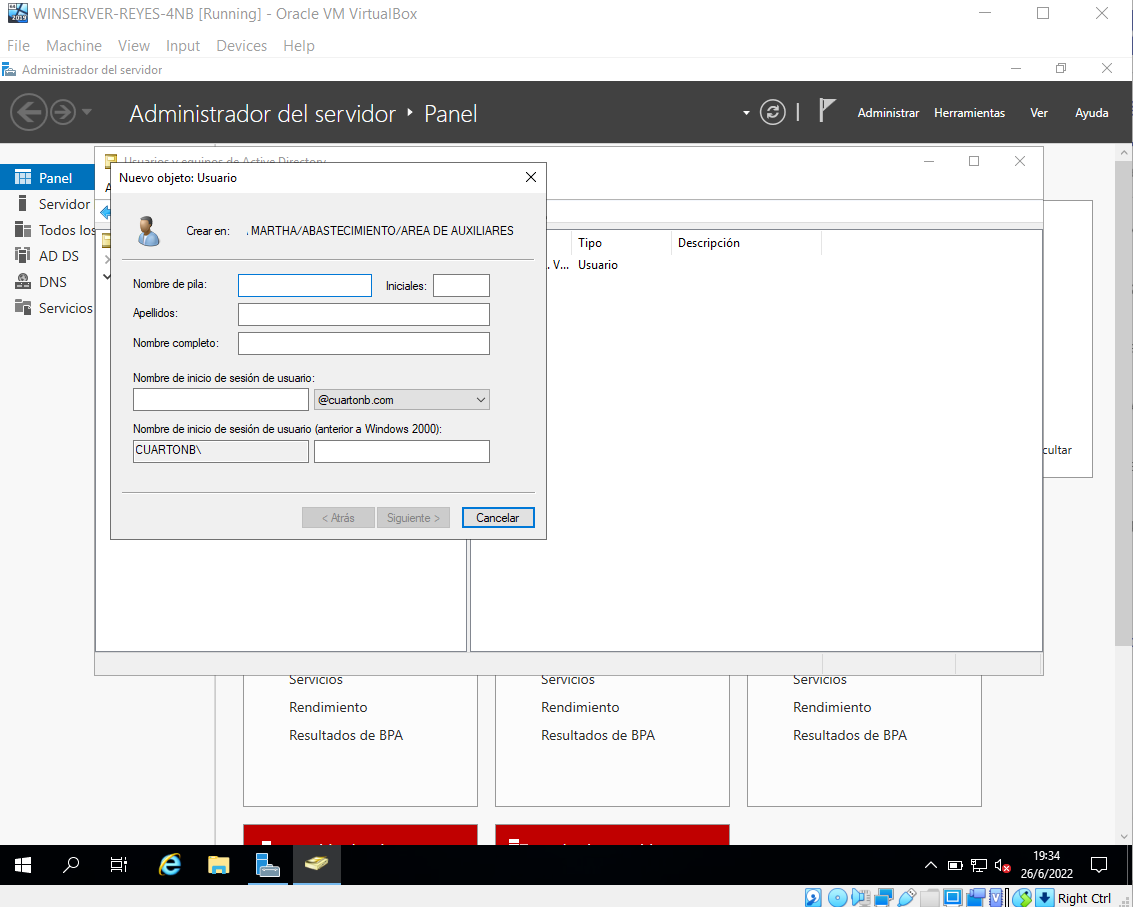 WINSERVER-REYES-4NB [Running] - Oracle VM VirtualBox
File Machine View Input Devices Help
Administrador del servidor
Administrador del servidor ‣ Panel
Administrar Herramientas Ver Ayuda
Usuarios y equipos de Active Directory
Panel
Servidor
Todos los
AD DS
DNS
Servicios
Nuevo objeto: Usuario
Crear en: . MARTHA/ABASTECIMIENTO/AREA DE AUXILIARES
Nombre de pila:
Iniciales:
Apellidos:
Nombre completo:
Nombre de inicio de sesión de usuario:
@cuartonb.com
Nombre de inicio de sesión de usuario (anterior a Windows 2000):
CUARTONB\
< Atrás Siguiente > Cancelar
Tipo Descripción
. V... Usuario
cultar
Servicios Servicios Servicios
Rendimiento Rendimiento Rendimiento
Resultados de BPA Resultados de BPA Resultados de BPA
19:34
26/6/2022
Right Ctrl